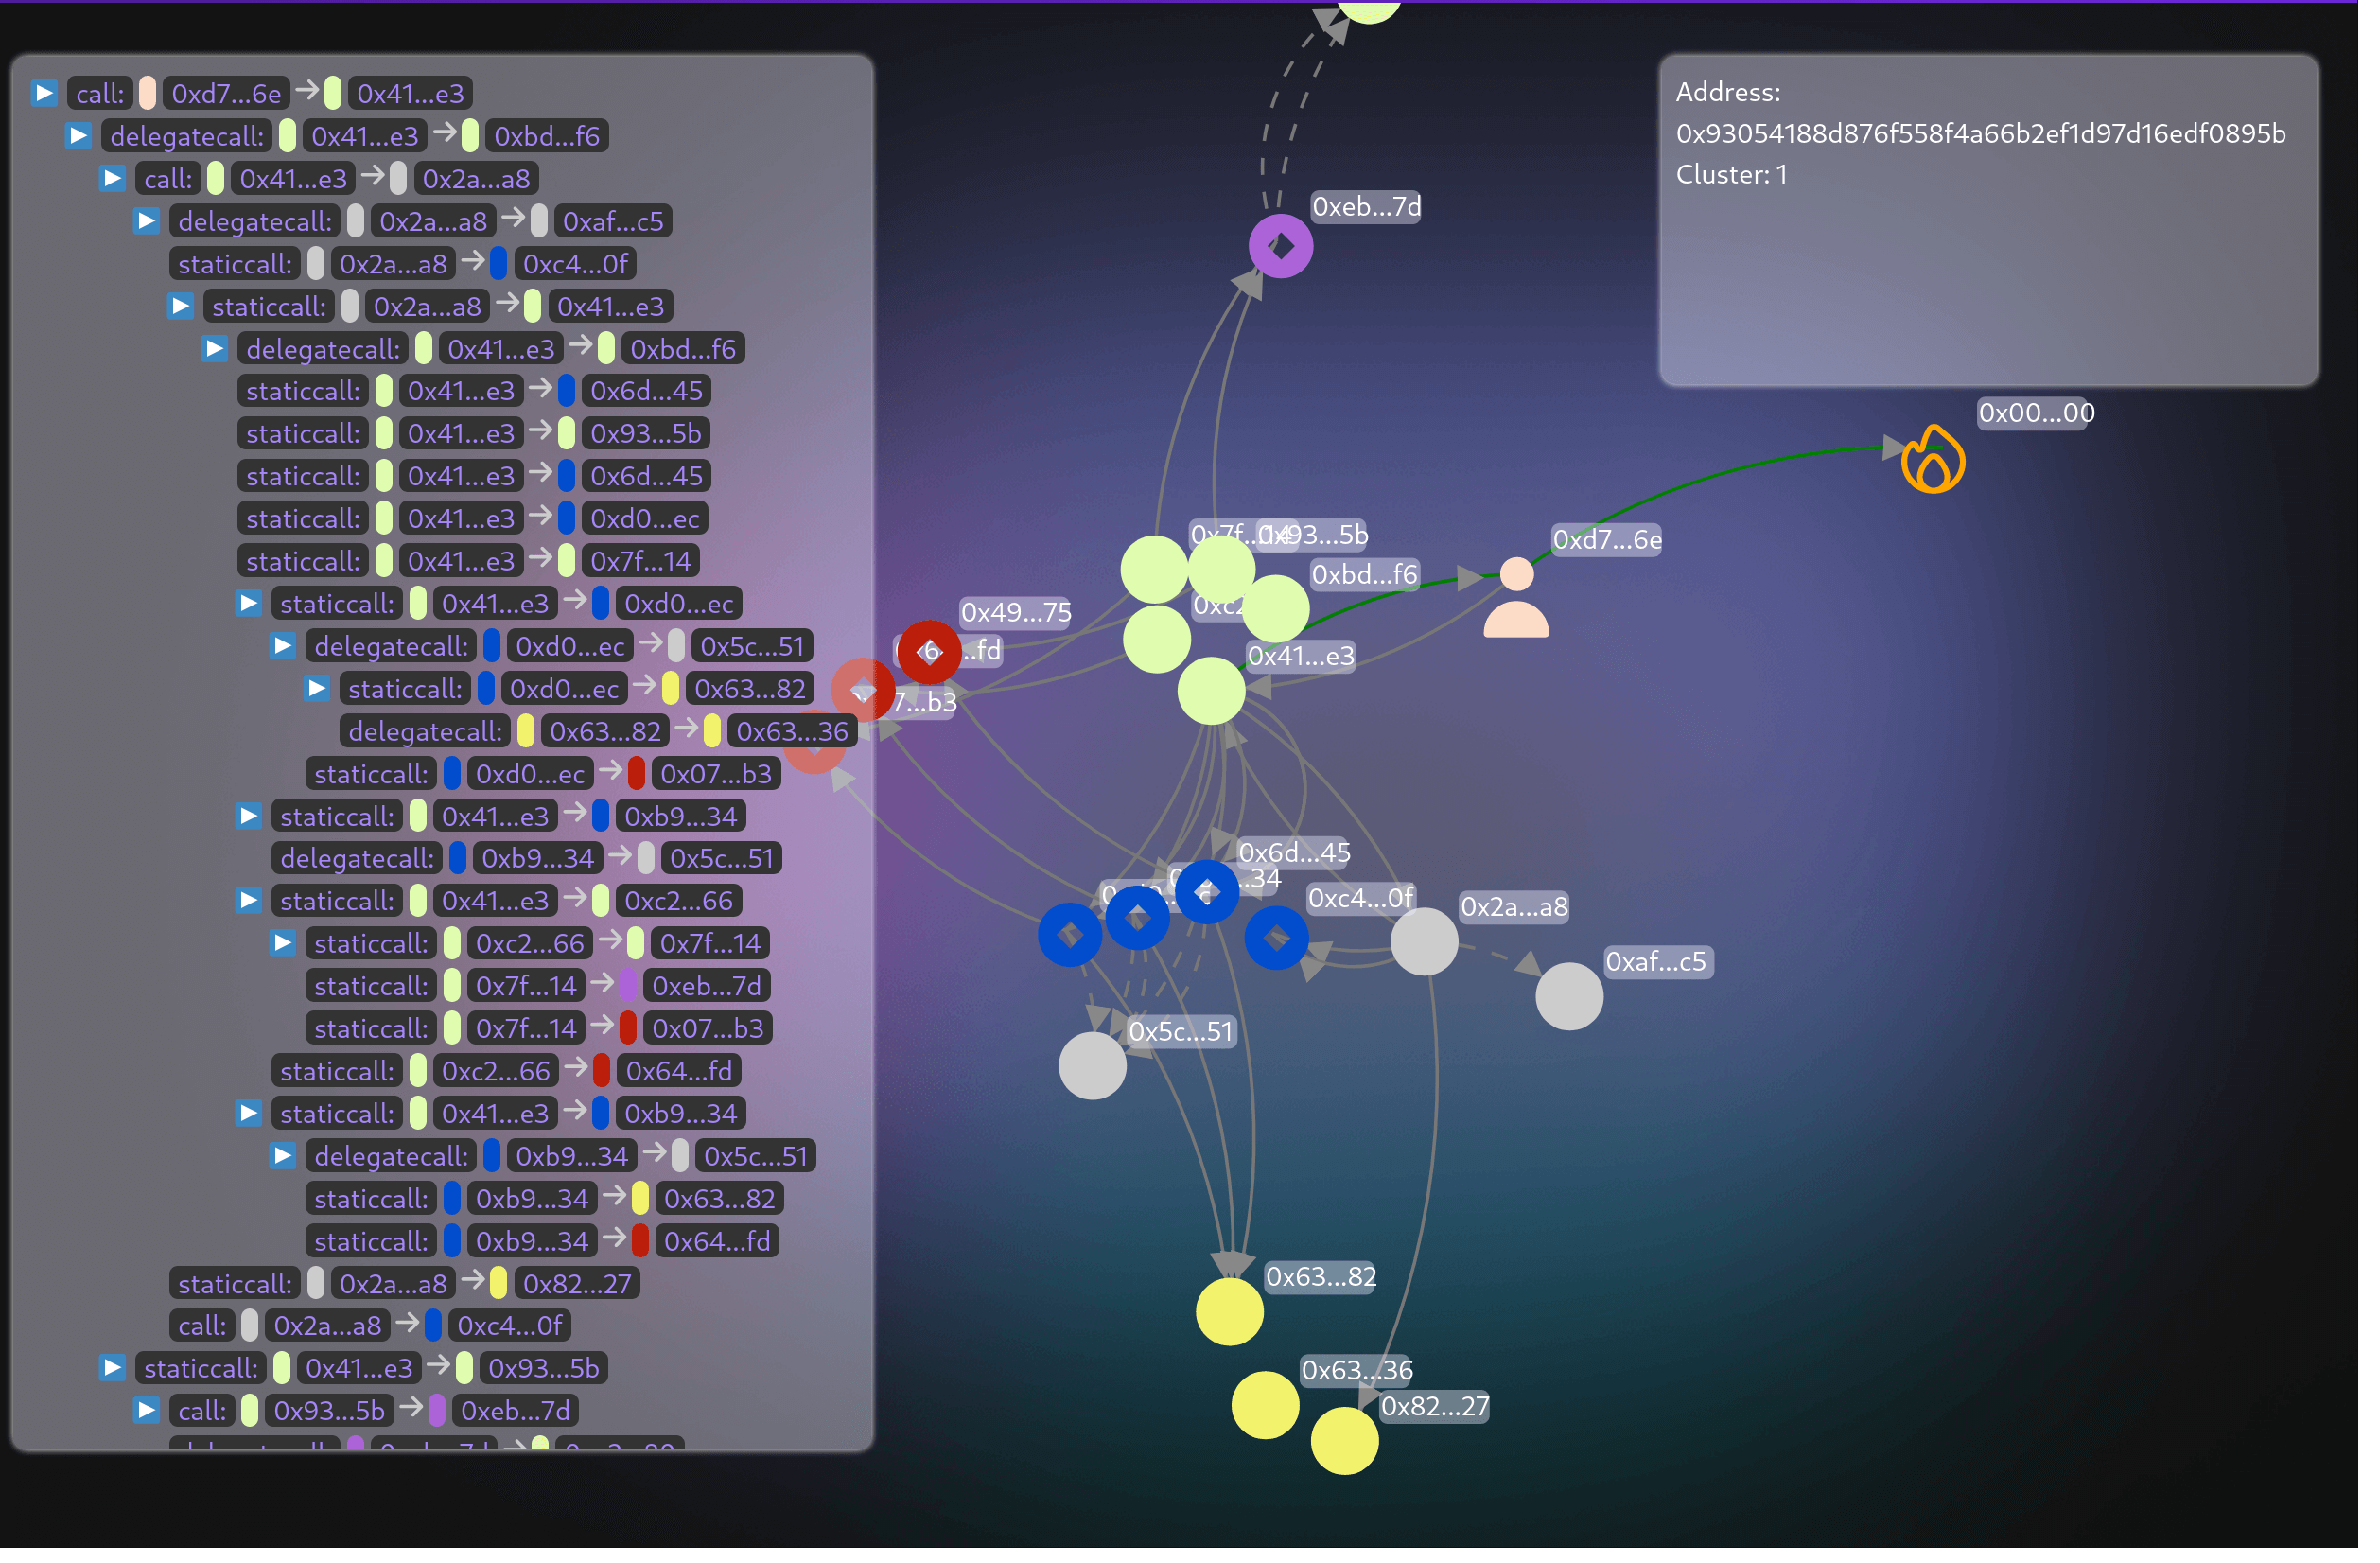 call: 0xd7...6e → 0x41...e3
delegatecall: 0x41...e3 → 0xbd...f6
call: 0x41...e3 → 0x2a...a8
delegatecall: 0x2a...a8 → 0xaf...c5
staticcall: 0x2a...a8 → 0xc4...0f
staticcall: 0x2a...a8 → 0x41...e3
delegatecall: 0x41...e3 → 0xbd...f6
staticcall: 0x41...e3 → 0x6d...45
staticcall: 0x41...e3 → 0x93...5b
staticcall: 0x41...e3 → 0x6d...45
staticcall: 0x41...e3 → 0xd0...ec
staticcall: 0x41...e3 → 0x7f...14
staticcall: 0x41...e3 → 0xd0...ec
delegatecall: 0xd0...ec → 0x5c...51
staticcall: 0xd0...ec → 0x63...82
delegatecall: 0x63...82 → 0x63...36
staticcall: 0xd0...ec → 0x07...b3
staticcall: 0x41...e3 → 0xb9...34
delegatecall: 0xb9...34 → 0x5c...51
staticcall: 0x41...e3 → 0xc2...66
staticcall: 0xc2...66 → 0x7f...14
staticcall: 0x7f...14 → 0xeb...7d
staticcall: 0x7f...14 → 0x07...b3
staticcall: 0xc2...66 → 0x64...fd
staticcall: 0x41...e3 → 0xb9...34
delegatecall: 0xb9...34 → 0x5c...51
staticcall: 0xb9...34 → 0x63...82
staticcall: 0xb9...34 → 0x64...fd
staticcall: 0x2a...a8 → 0x82...27
call: 0x2a...a8 → 0xc4...0f
staticcall: 0x41...e3 → 0x93...5b
call: 0x93...5b → 0xeb...7d
Address:
0x93054188d876f558f4a66b2ef1d97d16edf0895b
Cluster: 1
0xeb...7d
0x00...00
0xd7...6e
0x93...5b
0xbd...f6
0x49...75
0x41...e3
0x6d...45
0xc4...0f
0x2a...a8
0xaf...c5
0x5c...51
0x63...82
0x63...36
0x82...27